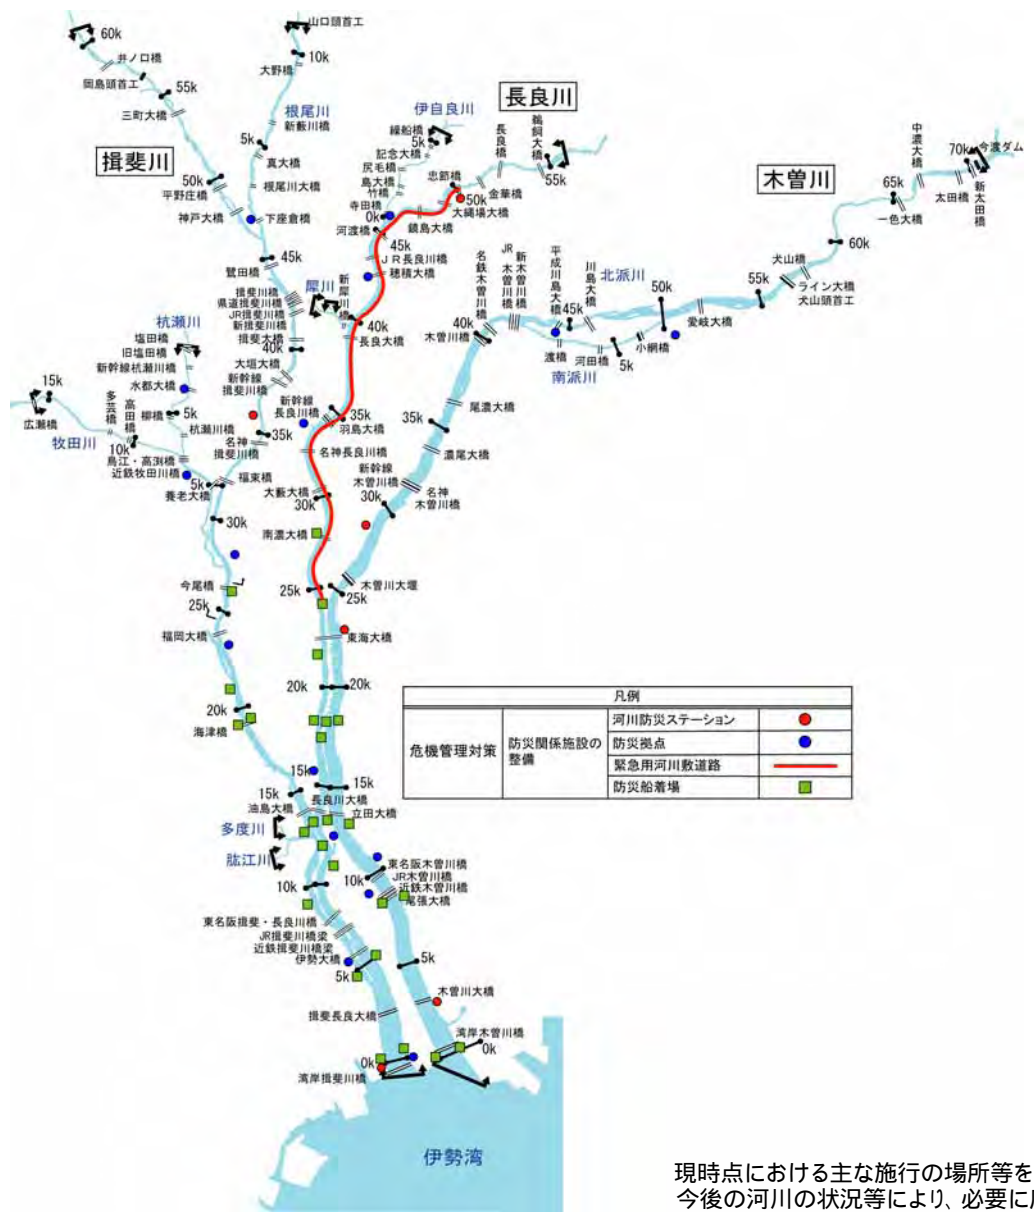 60k
井ノ口橋
岡島頭首工
55k
三町大橋
揖斐川
50k
平野庄橋
神戸大橋
鷺田橋
45k
揖斐川橋
県道揖斐川橋
JR揖斐川橋
新揖斐川橋
揖斐大橋
40k
大垣大橋
新幹線
揖斐川橋
35k
名神
揖斐川橋
福束橋
30k
今尾橋
25k
福岡大橋
20k
海津橋
15k
油島大橋
山口頭首工
10k
大野橋
根尾川
新薮川橋
5k
真大橋
根尾川大橋
下座倉橋
杭瀬川
塩田橋
旧塩田橋
新幹線杭瀬川橋
水都大橋
柳橋
5k
杭瀬川橋
15k
広瀬橋
牧田川
多芸橋
高田橋
10k
烏江・高渕橋
近鉄牧田川橋
5k
養老大橋
伊自良川
繰船橋
5k
記念大橋
尻毛橋
島大橋
竹橋
寺田橋
0k
河渡橋
長良川
鵜飼大橋
55k
長良橋
金華橋
忠節橋
50k
大縄場大橋
鏡島大橋
45k
JR長良川橋
穂積大橋
犀川
新犀川橋
40k
長良大橋
新幹線
長良川橋
35k
羽島大橋
名神長良川橋
大薮大橋
30k
南濃大橋
25k
東海大橋
20k
20k
15k
15k
長良川大橋
立田大橋
木曽川
70k
今渡ダム
新太田橋
太田橋
中濃大橋
65k
一色大橋
60k
犬山橋
ライン大橋
犬山頭首工
55k
愛岐大橋
北派川
50k
小網橋
5k
河田橋
渡橋
南派川
川島大橋
45k
平成川島大橋
新木曽川橋
JR木曽川橋
名鉄木曽川橋
40k
木曽川橋
尾濃大橋
35k
濃尾大橋
新幹線
木曽川橋
名神
木曽川橋
30k
木曽川大堰
25k
多度川
肱江川
10k
東名阪木曽川橋
10k
JR木曽川橋
近鉄木曽川橋
尾張大橋
東名阪揖斐・長良川橋
JR揖斐川橋梁
近鉄揖斐川橋梁
伊勢大橋
5k
5k
木曽川大橋
揖斐長良大橋
湾岸木曽川橋
0k
0k
湾岸揖斐川橋
伊勢湾
凡例
危機管理対策
防災関係施設の
整備
河川防災ステーション
防災拠点
緊急用河川敷道路
防災船着場
現時点における主な施行の場所等を
今後の河川の状況等により、必要に